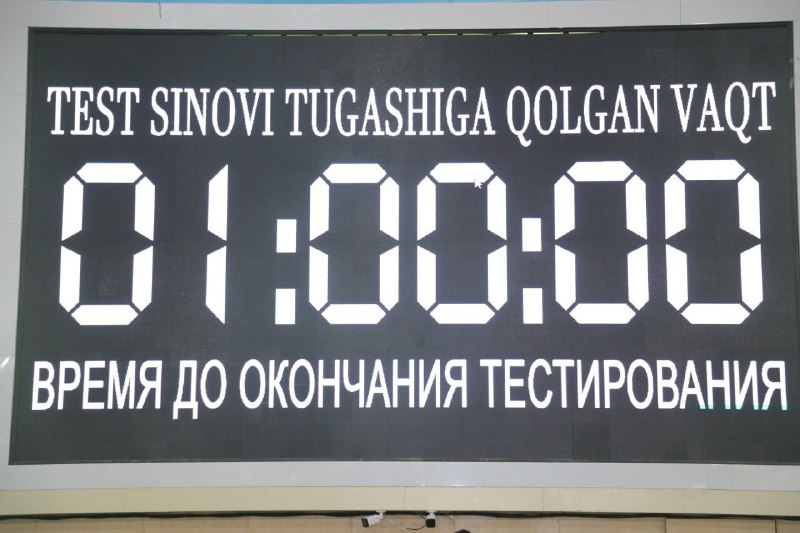 TEST SINOVI TUGASHIGA QOLGAN VAQT
01:00:00
ВРЕМЯ ДО ОКОНЧАНИЯ ТЕСТИРОВАНИЯ